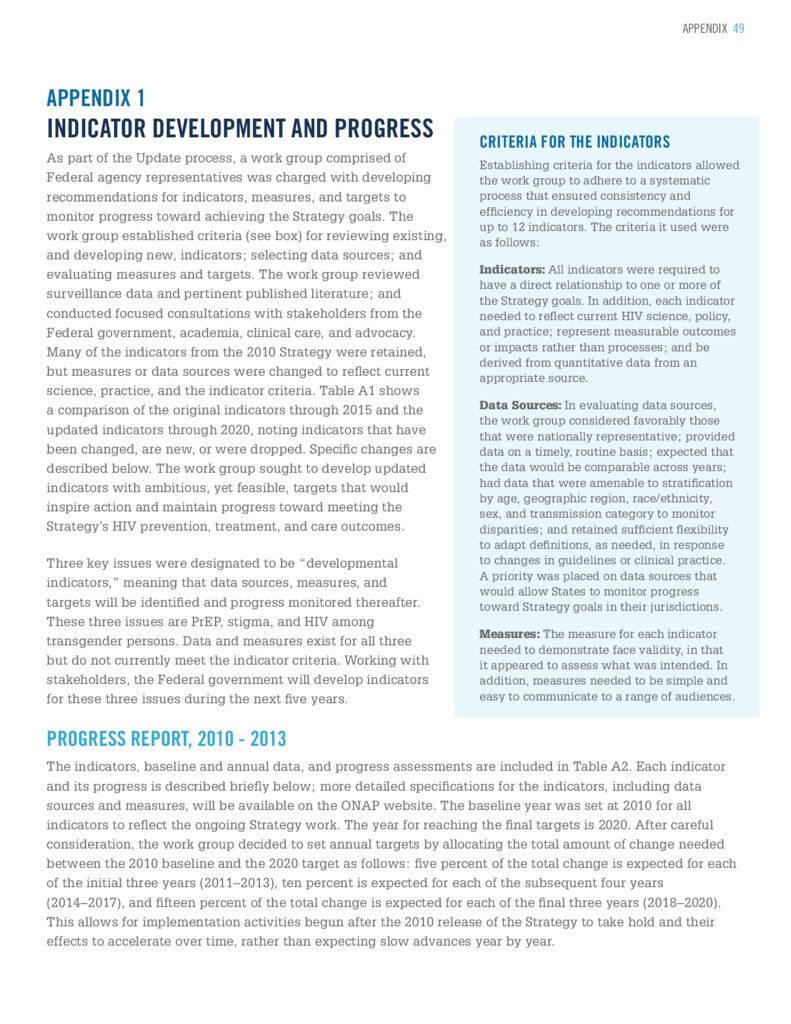 APPENDIX 49
APPENDIX 1
INDICATOR DEVELOPMENT AND PROGRESS
As part of the Update process, a work group comprised of
Federal agency representatives was charged with developing
recommendations for indicators, measures, and targets to
monitor progress toward achieving the Strategy goals. The
work group established criteria (see box) for reviewing existing,
and developing new, indicators; selecting data sources; and
evaluating measures and targets. The work group reviewed
surveillance data and pertinent published literature; and
conducted focused consultations with stakeholders from the
Federal government, academia, clinical care, and advocacy.
Many of the indicators from the 2010 Strategy were retained,
but measures or data sources were changed to reflect current
science, practice, and the indicator criteria. Table A1 shows
a comparison of the original indicators through 2015 and the
updated indicators through 2020, noting indicators that have
been changed, are new, or were dropped. Specific changes are
described below. The work group sought to develop updated
indicators with ambitious, yet feasible, targets that would
inspire action and maintain progress toward meeting the
Strategy’s HIV prevention, treatment, and care outcomes.
Three key issues were designated to be “developmental
indicators,” meaning that data sources, measures, and
targets will be identified and progress monitored thereafter.
These three issues are PrEP, stigma, and HIV among
transgender persons. Data and measures exist for all three
but do not currently meet the indicator criteria. Working with
stakeholders, the Federal government will develop indicators
for these three issues during the next five years.
CRITERIA FOR THE INDICATORS
Establishing criteria for the indicators allowed
the work group to adhere to a systematic
process that ensured consistency and
efficiency in developing recommendations for
up to 12 indicators. The criteria it used were
as follows:
Indicators: All indicators were required to
have a direct relationship to one or more of
the Strategy goals. In addition, each indicator
needed to reflect current HIV science, policy,
and practice; represent measurable outcomes
or impacts rather than processes; and be
derived from quantitative data from an
appropriate source.
Data Sources: In evaluating data sources,
the work group considered favorably those
that were nationally representative; provided
data on a timely, routine basis; expected that
the data would be comparable across years;
had data that were amenable to stratification
by age, geographic region, race/ethnicity,
sex, and transmission category to monitor
disparities; and retained sufficient flexibility
to adapt definitions, as needed, in response
to changes in guidelines or clinical practice.
A priority was placed on data sources that
would allow States to monitor progress
toward Strategy goals in their jurisdictions.
Measures: The measure for each indicator
needed to demonstrate face validity, in that
it appeared to assess what was intended. In
addition, measures needed to be simple and
easy to communicate to a range of audiences.
PROGRESS REPORT, 2010 - 2013
The indicators, baseline and annual data, and progress assessments are included in Table A2. Each indicator
and its progress is described briefly below; more detailed specifications for the indicators, including data
sources and measures, will be available on the ONAP website. The baseline year was set at 2010 for all
indicators to reflect the ongoing Strategy work. The year for reaching the final targets is 2020. After careful
consideration, the work group decided to set annual targets by allocating the total amount of change needed
between the 2010 baseline and the 2020 target as follows: five percent of the total change is expected for each
of the initial three years (2011–2013), ten percent is expected for each of the subsequent four years
(2014–2017), and fifteen percent of the total change is expected for each of the final three years (2018–2020).
This allows for implementation activities begun after the 2010 release of the Strategy to take hold and their
effects to accelerate over time, rather than expecting slow advances year by year.